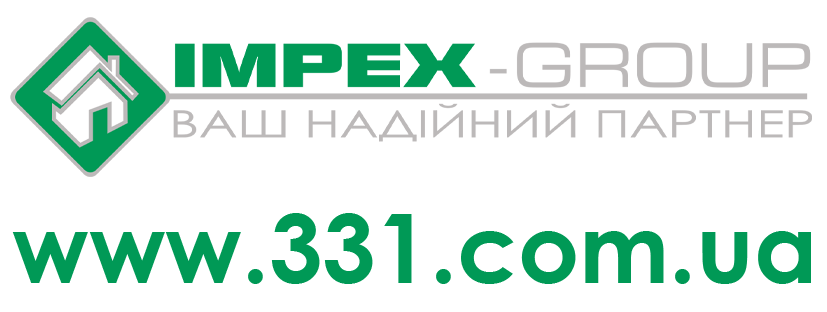 IMPEX-GROUP
ВАШ НАДІЙНИЙ ПАРТНЕР
www.331.com.ua